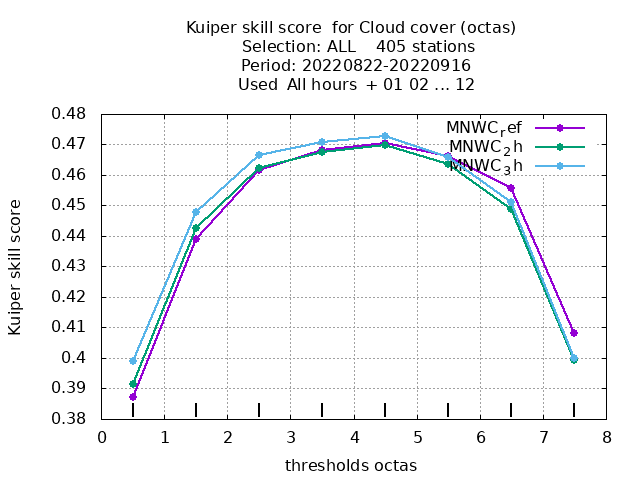 Kuiper skill score  for Cloud cover (octas)
Selection: ALL    405 stations
Period: 20220822-20220916
Used  All hours  + 01 02 ... 12
0.48
0.47
0.46
0.45
0.44
0.43
0.42
0.41
0.4
0.39
0.38
Kuiper skill score
MNWC_ref
MNWC_2h
MNWC_3h
0 1 2 3 4 5 6 7 8
thresholds octas